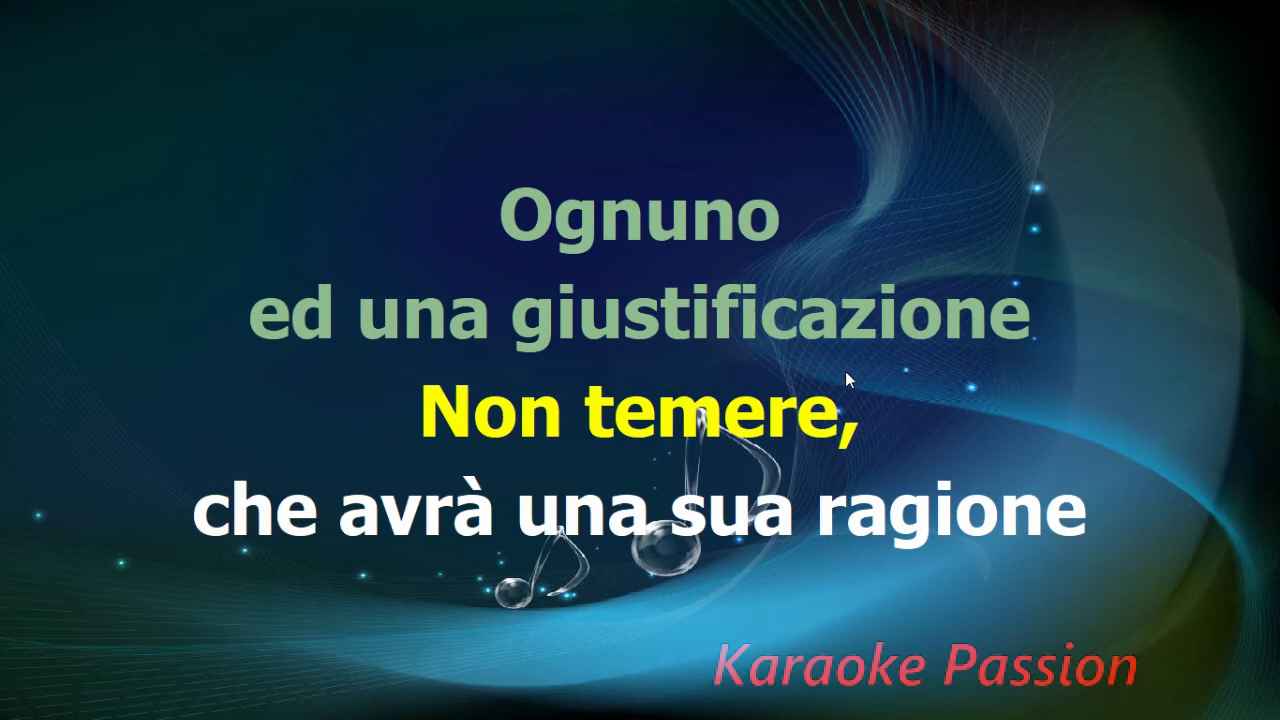 Ognuno
ed una giustificazione
Non temere,
che avrà una sua ragione
Karaoke Passion